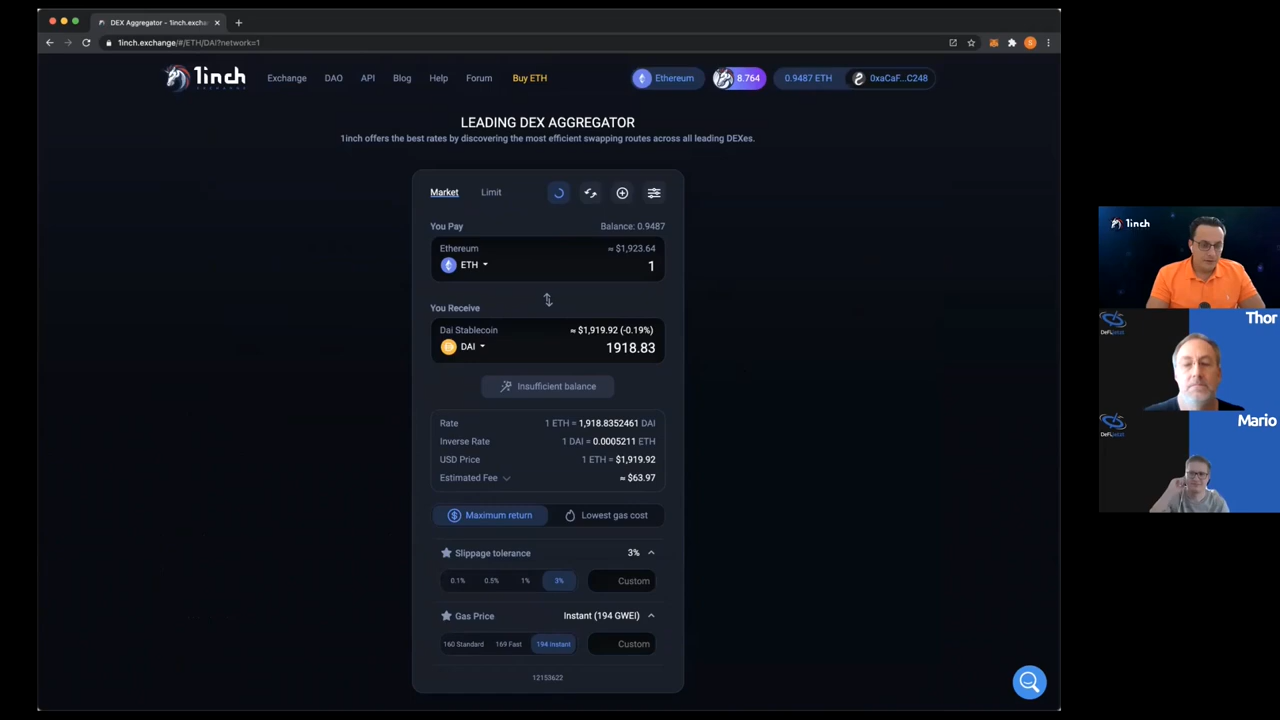 DEX Aggregator - 1inch.exchan
1inch.exchange/#/ETH/DAI?network=1
S
1inch
EXCHANGE
Exchange
DAO
API
Blog
Help
Forum
Buy ETH
Ethereum
8.764
0.9487 ETH
0xaCaF...C248
LEADING DEX AGGREGATOR
1inch offers the best rates by discovering the most efficient swapping routes across all leading DEXes.
Market
Limit
You Pay
Balance: 0.9487
Ethereum
≈ $1,923.64
ETH
1
You Receive
Dai Stablecoin
≈ $1,919.92 (-0.19%)
DAI
1918.83
Insufficient balance
Rate
1 ETH = 1,918.8352461 DAI
Inverse Rate
1 DAI = 0.0005211 ETH
USD Price
1 ETH = $1,919.92
Estimated Fee
≈ $63.97
Maximum return
Lowest gas cost
Slippage tolerance
3%
0.1%
0.5%
1%
3%
Custom
Gas Price
Instant (194 GWEI)
160 Standard
169 Fast
194 Instant
Custom
12153622
1inch
Thor
Mario